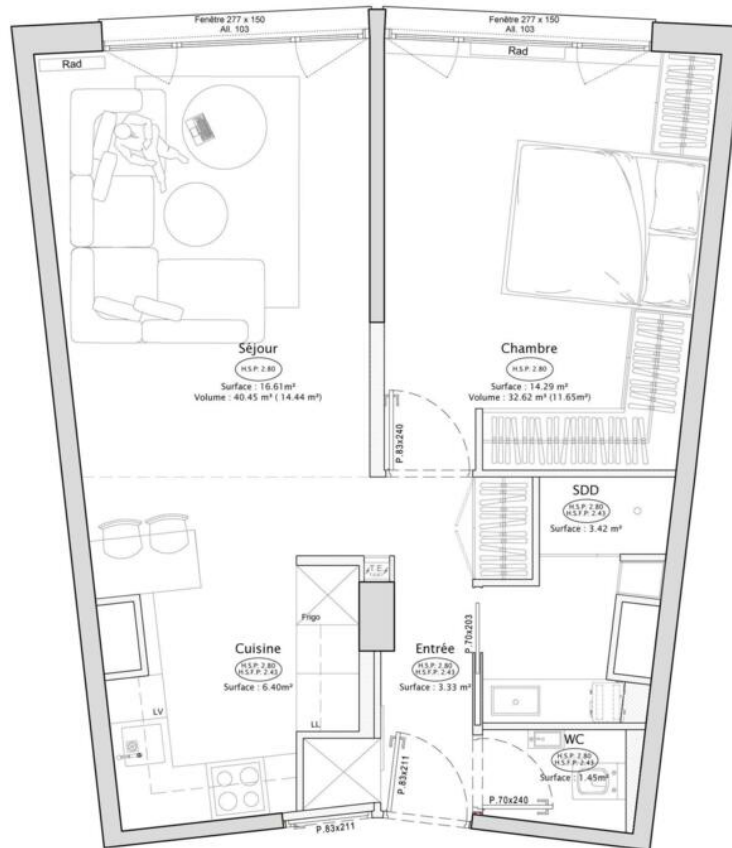 Fenêtre 277 x 150
All. 103
Fenêtre 277 x 150
All. 103
Rad
Rad
Séjour
H.S.P: 2.80
Surface : 16.61m²
Volume : 40.45 m³ ( 14.44 m²)
Chambre
H.S.P: 2.80
Surface : 14.29 m²
Volume : 32.62 m³ (11.65m²)
P.83x240
SDD
H.S.P: 2.80
H.S.F.P: 2.43
Surface : 3.42 m²
T E
Frigo
P.70x203
Cuisine
H.S.P: 2.80
H.S.F.P: 2.43
Surface : 6.40m²
Entrée
H.S.P: 2.80
H.S.F.P: 2.43
Surface : 3.33 m²
LV
LL
WC
H.S.P: 2.80
H.S.F.P: 2.43
Surface : 1.45m²
P.83x211
P.70x240
P.83x211